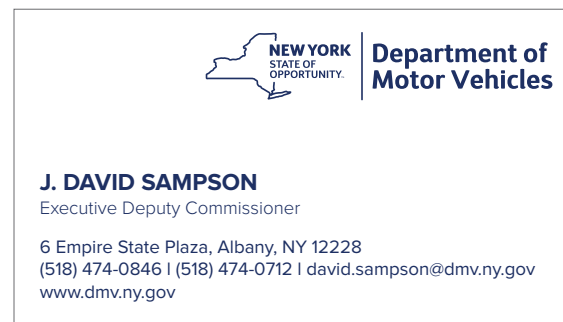 NEW YORK
STATE OF
OPPORTUNITY.
Department of
Motor Vehicles
J. DAVID SAMPSON
Executive Deputy Commissioner
6 Empire State Plaza, Albany, NY 12228
(518) 474-0846 I (518) 474-0712 I david.sampson@dmv.ny.gov
www.dmv.ny.gov